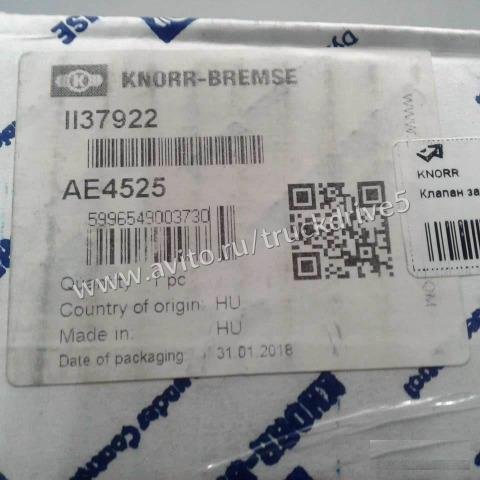 KNORR-BREMSE
II37922
AE4525
5996549003730
Quantity: 1 pc
Country of origin: HU
Made in: HU
Date of packaging: 31.01.2018
KNORR
Клапан за
www.avito.ru/truckdrive5